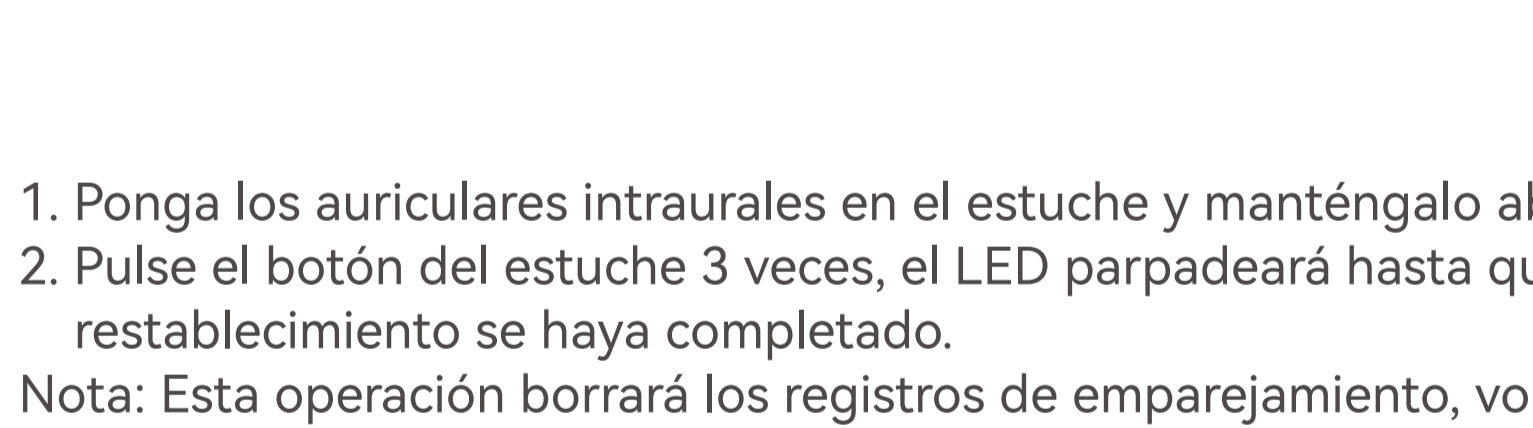 1. Ponga los auriculares intraurales en el estuche y manténgalo
2. Pulse el botón del estuche 3 veces, el LED parpadeará hasta
restablecimiento se haya completado.
Nota: Esta operación borrará los registros de emparejamiento,